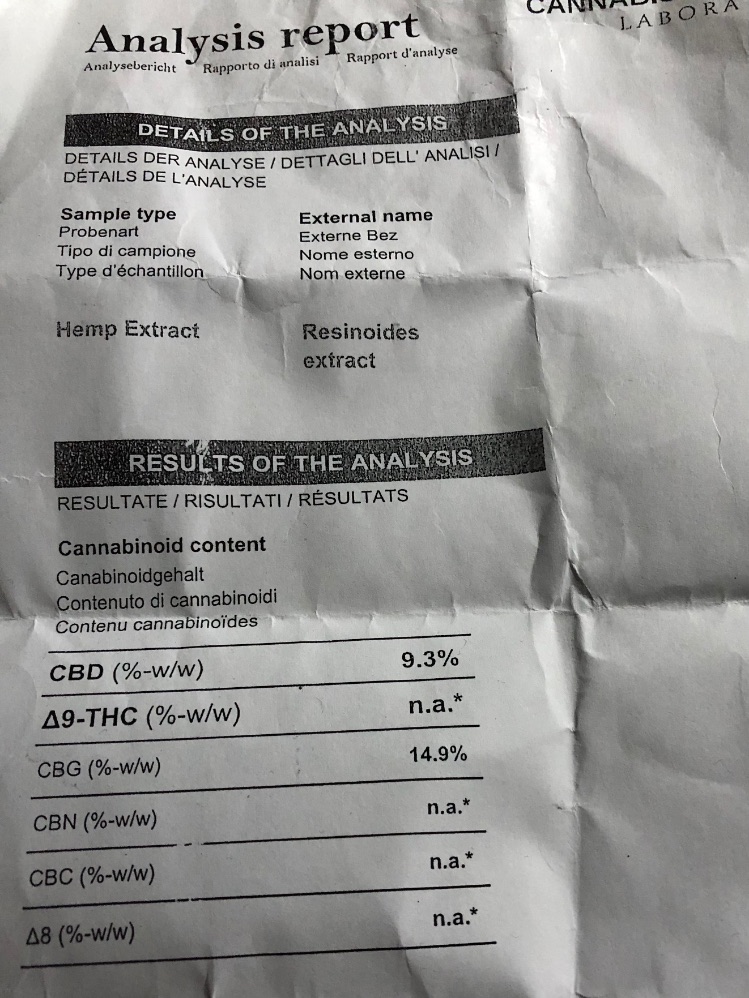 Analysis report
Analysebericht Rapporto di analisi Rapport d'analyse
LABORA
DETAILS OF THE ANALYSIS
DETAILS DER ANALYSE / DETTAGLI DELL' ANALISI /
DÉTAILS DE L'ANALYSE
Sample type
Probenart
Tipo di campione
Type d'échantillon
External name
Externe Bez
Nome esterno
Nom externe
Hemp Extract
Resinoides
extract
RESULTS OF THE ANALYSIS
RESULTATE / RISULTATI / RÉSULTATS
Cannabinoid content
Canabinoidgehalt
Contenuto di cannabinoidi
Contenu cannabinoïdes
CBD (%-w/w) 9.3%
Δ9-THC (%-w/w) n.a.*
CBG (%-w/w) 14.9%
CBN (%-w/w) n.a.*
CBC (%-w/w) n.a.*
Δ8 (%-w/w) n.a.*